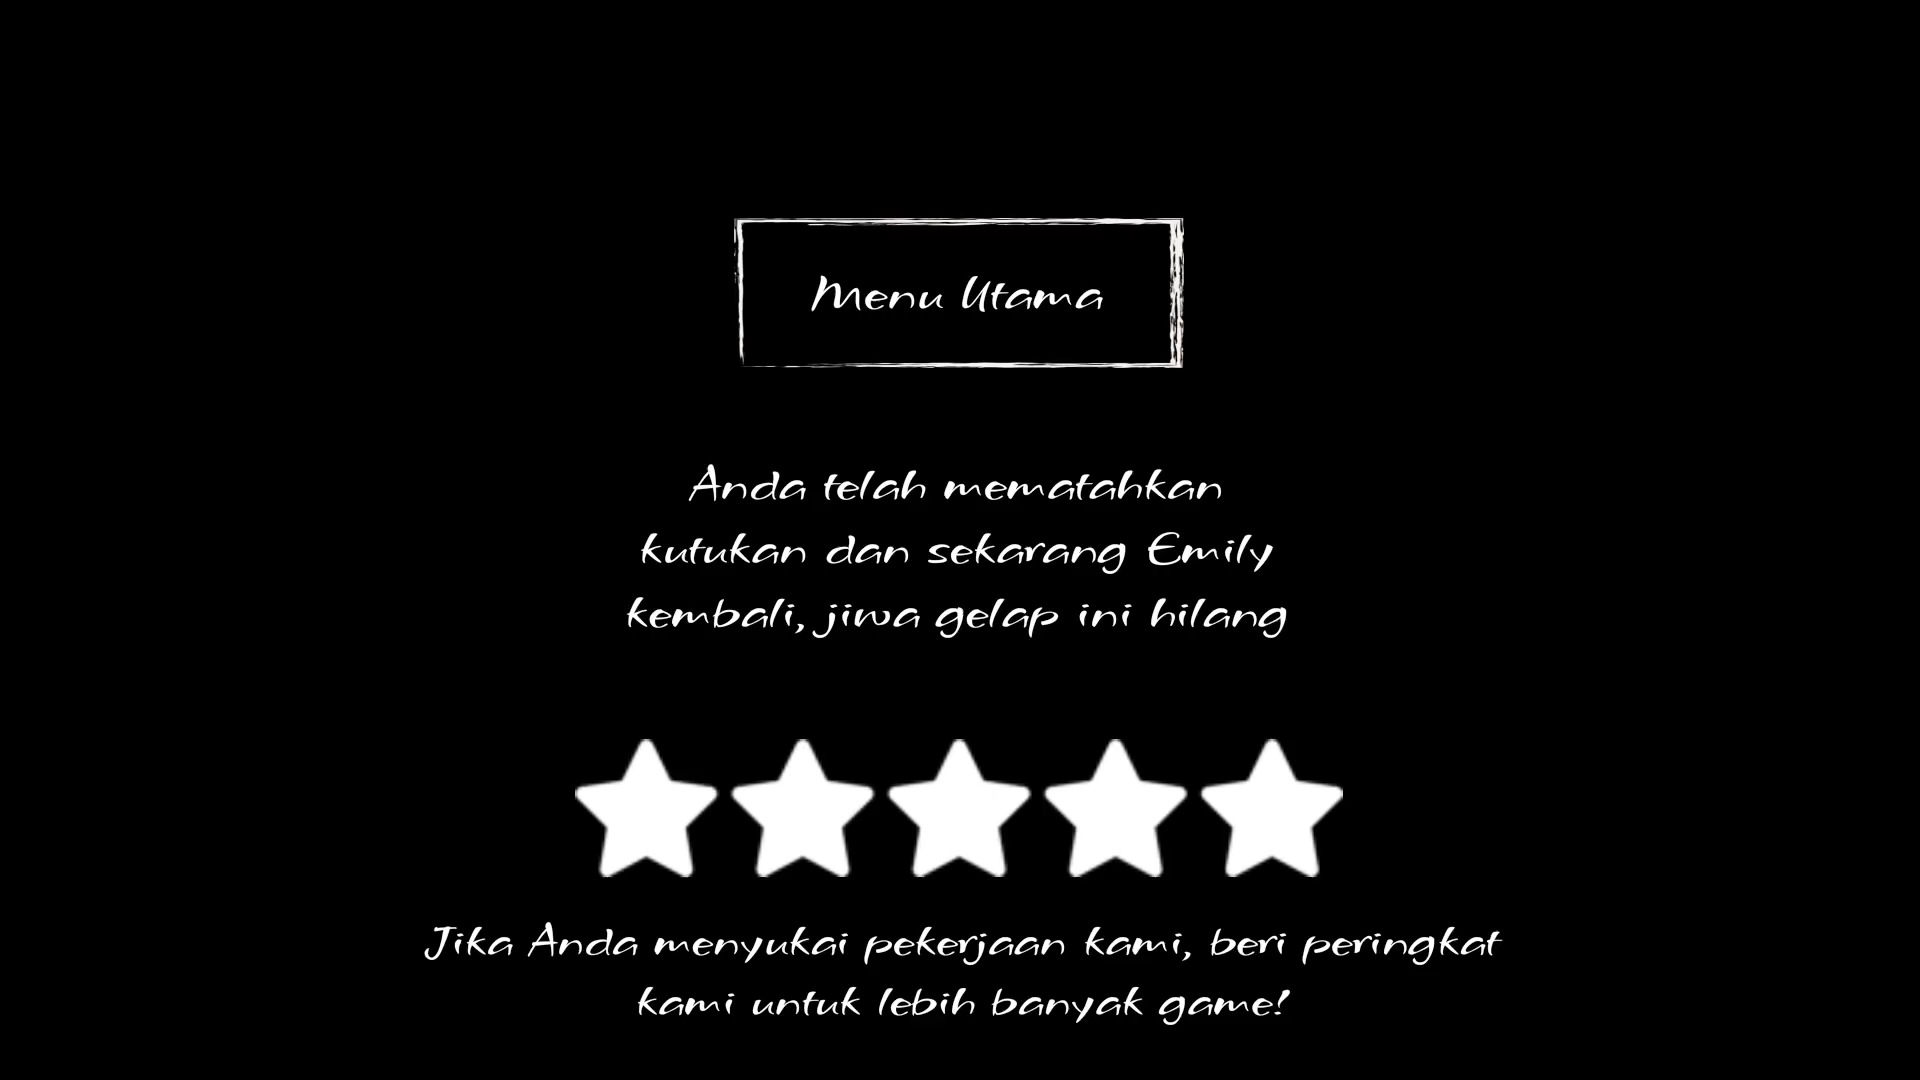 Menu Utama
Anda telah mematahkan
kutukan dan sekarang Emily
kembali, jiwa gelap ini hilang
Jika Anda menyukai pekerjaan kami, beri peringkat
kami untuk lebih banyak game!